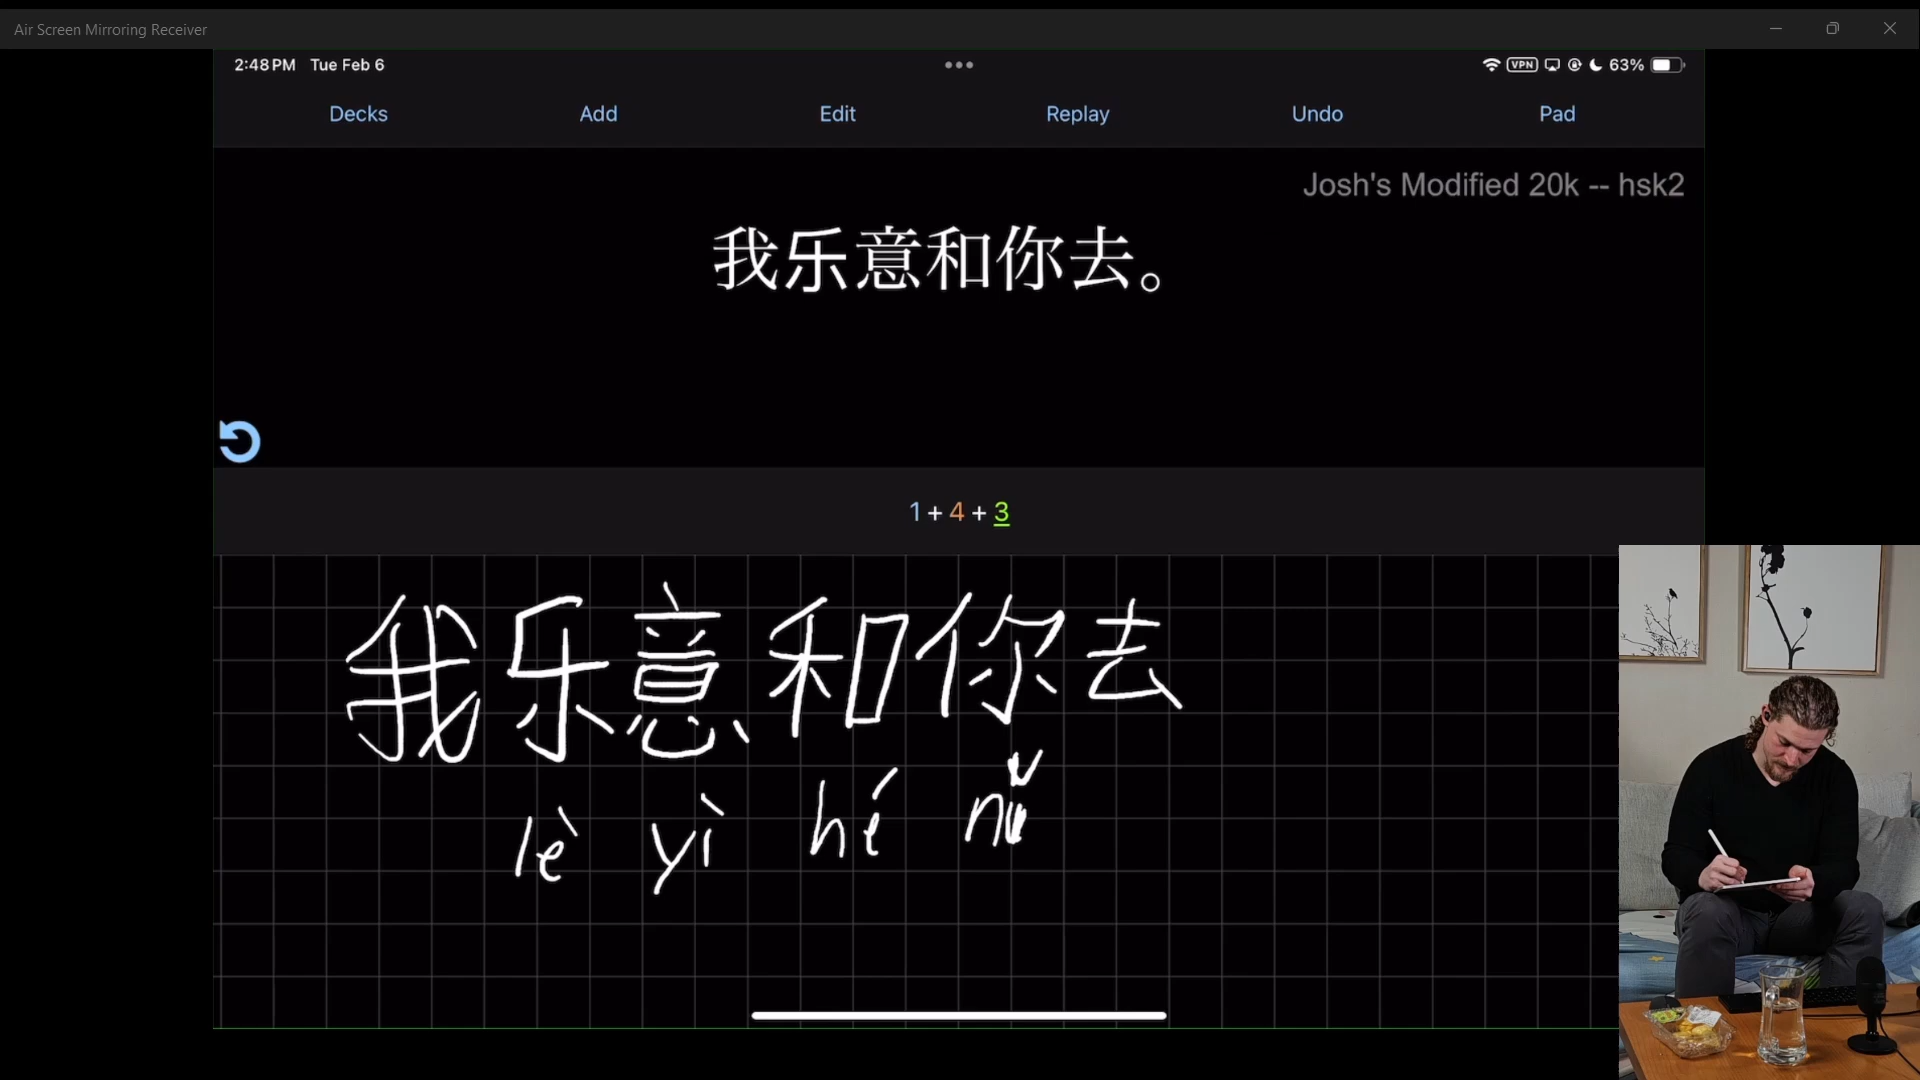 Air Screen Mirroring Receiver
2:48 PM Tue Feb 6 VPN 63%
Decks Add Edit Replay Undo Pad
Josh's Modified 20k -- hsk2
我乐意和你去。
1 + 4 + 3
我乐意和你去
lè yì hé